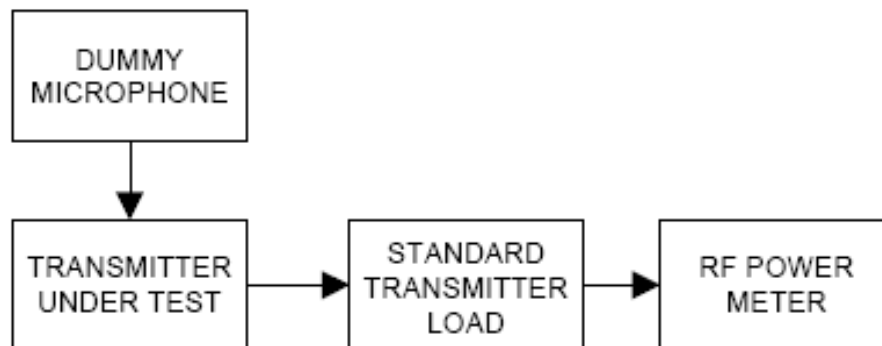 DUMMY
MICROPHONE
TRANSMITTER
UNDER TEST
STANDARD
TRANSMITTER
LOAD
RF POWER
METER